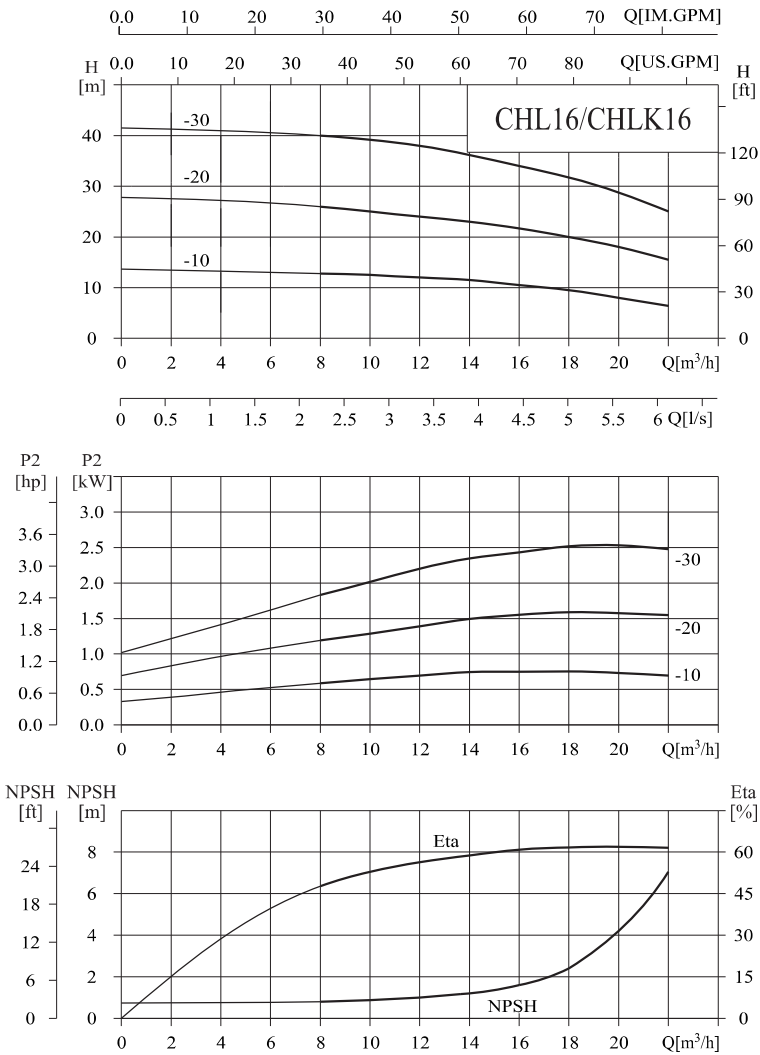 0.0 10 20 30 40 50 60 70 Q[IM.GPM]
0.0 10 20 30 40 50 60 70 80 Q[US.GPM]
H
[m]
H
[ft]
CHL16/CHLK16
-30
-20
-10
40
30
20
10
0
120
90
60
30
0
0 2 4 6 8 10 12 14 16 18 20 Q[m³/h]
0 0.5 1 1.5 2 2.5 3 3.5 4 4.5 5 5.5 6 Q[l/s]
P2
[hp]
P2
[kW]
3.6
3.0
2.4
1.8
1.2
0.6
0.0
3.0
2.5
2.0
1.5
1.0
0.5
0.0
-30
-20
-10
0 2 4 6 8 10 12 14 16 18 20 Q[m³/h]
NPSH
[ft]
NPSH
[m]
Eta
[%]
24
18
12
6
0
8
6
4
2
0
Eta
NPSH
60
45
30
15
0
0 2 4 6 8 10 12 14 16 18 20 Q[m³/h]